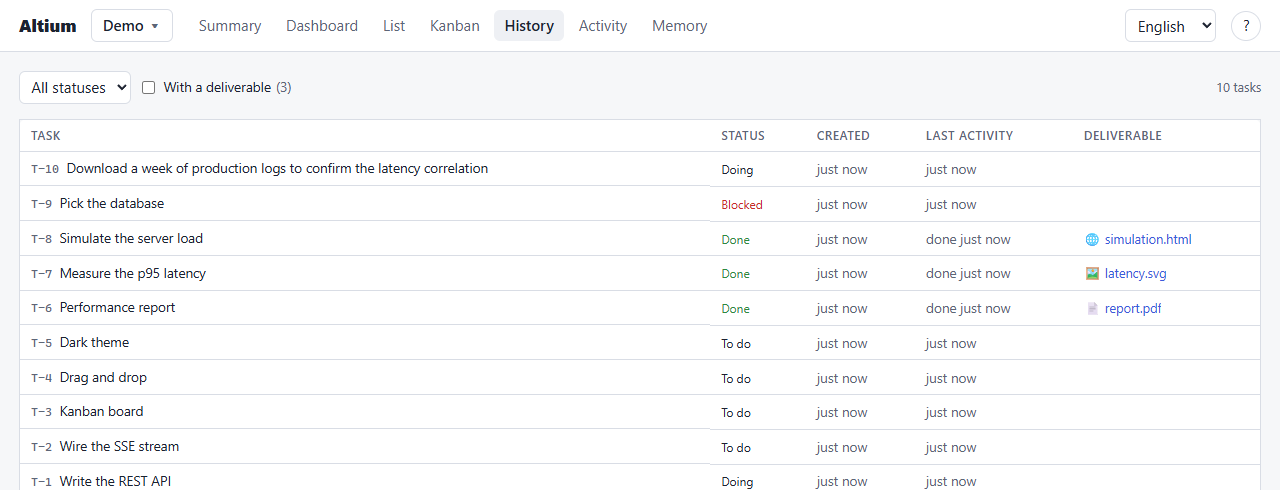 Altium Demo Summary Dashboard List Kanban History Activity Memory English ?
All statuses With a deliverable (3) 10 tasks
TASK STATUS CREATED LAST ACTIVITY DELIVERABLE
T-10 Download a week of production logs to confirm the latency correlation Doing just now just now
T-9 Pick the database Blocked just now just now
T-8 Simulate the server load Done just now done just now simulation.html
T-7 Measure the p95 latency Done just now done just now latency.svg
T-6 Performance report Done just now done just now report.pdf
T-5 Dark theme To do just now just now
T-4 Drag and drop To do just now just now
T-3 Kanban board To do just now just now
T-2 Wire the SSE stream To do just now just now
T-1 Write the REST API Doing just now just now